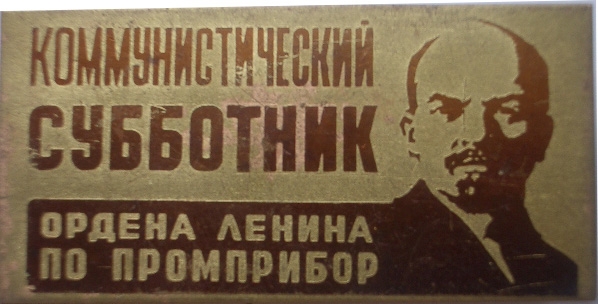 КОММУНИСТИЧЕСКИЙ
СУББОТНИК
ОРДЕНА ЛЕНИНА
ПО ПРОМПРИБОР